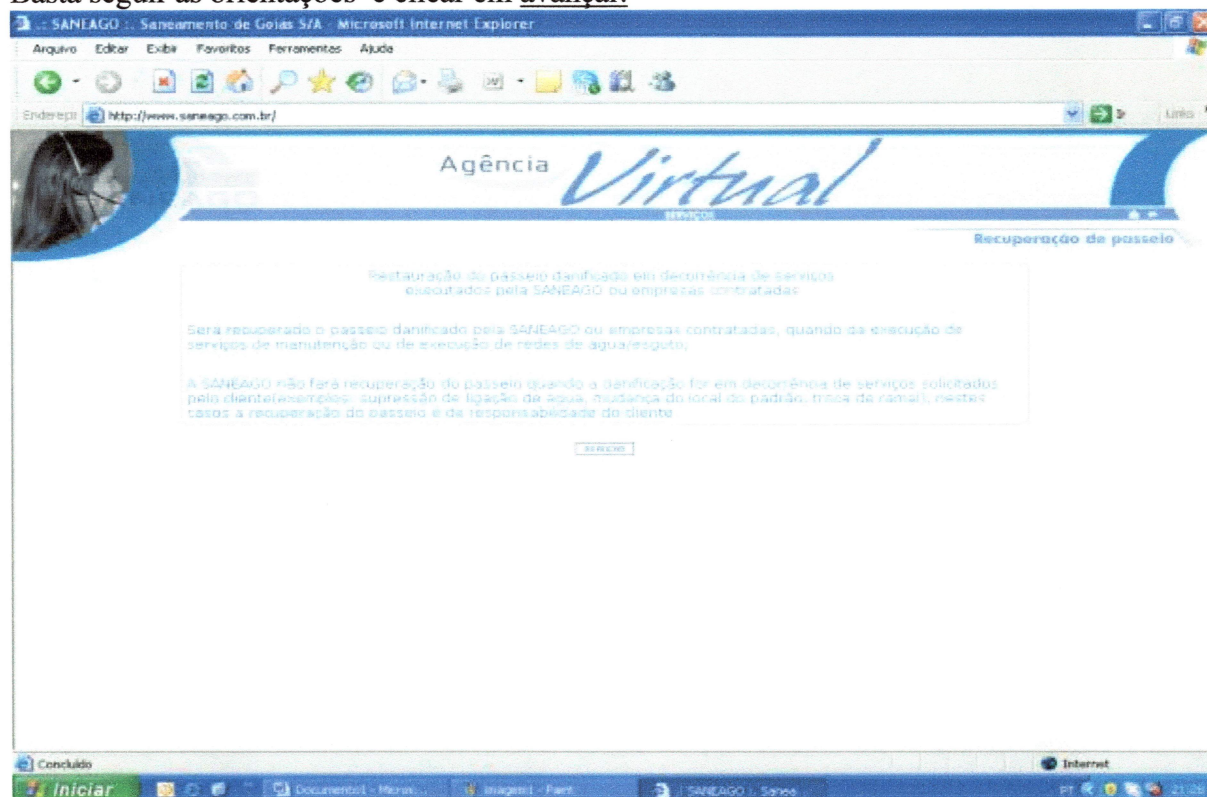 Basta seguir as orientações e clicar em avançar.
.: SANEAGO :. Saneamento de Goiás S/A - Microsoft Internet Explorer
Arquivo Editar Exibir Favoritos Ferramentas Ajuda
Endereço http://www.saneago.com.br/ Links
Agência Virtual
SERVIÇOS
Recuperação de passeio
Restauração do passeio danificado em decorrência de serviços
executados pela SANEAGO ou empresas contratadas
Será recuperado o passeio danificado pela SANEAGO ou empresas contratadas, quando da execução de
serviços de manutenção ou de execução de redes de água/esgoto;
A SANEAGO não fará recuperação do passeio quando a danificação for em decorrência de serviços solicitados
pelo cliente(exemplos: supressão de ligação de água, mudança do local do padrão, troca de ramal), nestes
casos a recuperação do passeio é de responsabilidade do cliente
Concluído Internet
Iniciar Documento1 - Micros... imagem1 - Paint .: SANEAGO :. Sanea... PT 21:26